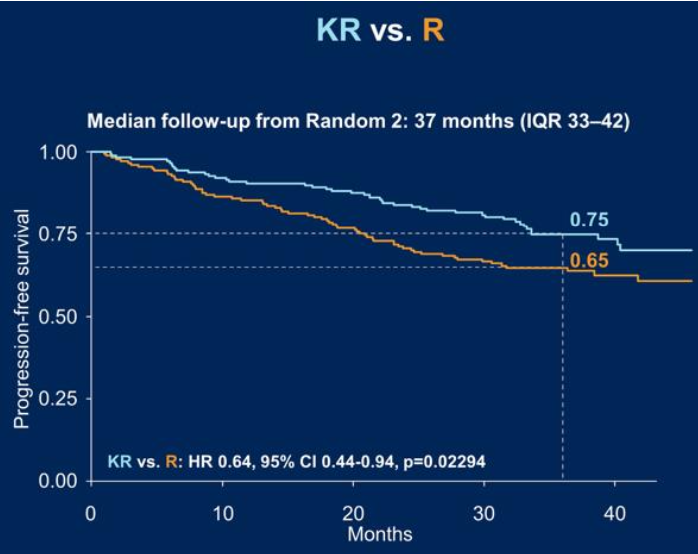 KR vs. R
Median follow-up from Random 2: 37 months (IQR 33–42)
1.00
0.75
0.50
0.25
0.00
Progression-free survival
0.75
0.65
KR vs. R: HR 0.64, 95% CI 0.44-0.94, p=0.02294
0
10
20
30
40
Months